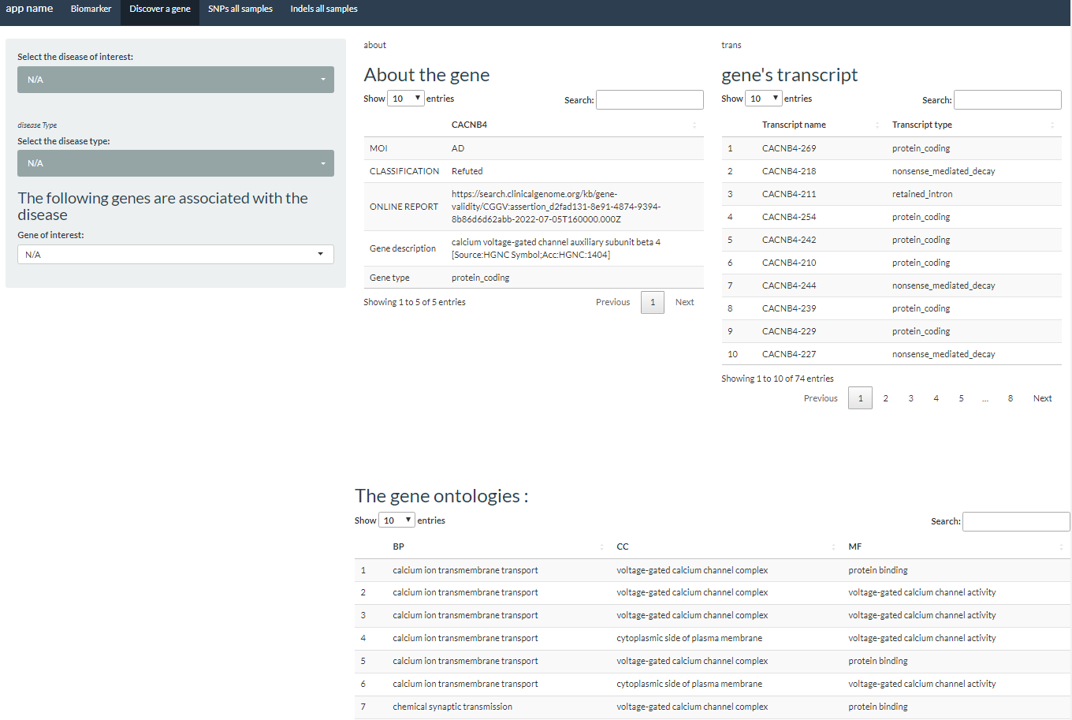 app name Biomarker Discover a gene SNPs all samples Indels all samples
Select the disease of interest:
N/A
disease Type
Select the disease type:
N/A
The following genes are associated with the
disease
Gene of interest:
N/A
about
About the gene
Show 10 entries Search:
CACNB4
MOI AD
CLASSIFICATION Refuted
ONLINE REPORT https://search.clinicalgenome.org/kb/gene-
validity/CGGV:assertion_d2fad131-8e91-4874-9394-
8b86d6d62abb-2022-07-05T160000.000Z
Gene description calcium voltage-gated channel auxiliary subunit beta 4
[Source:HGNC Symbol;Acc:HGNC:1404]
Gene type protein_coding
Showing 1 to 5 of 5 entries Previous 1 Next
trans
gene's transcript
Show 10 entries Search:
Transcript name Transcript type
1 CACNB4-269 protein_coding
2 CACNB4-218 nonsense_mediated_decay
3 CACNB4-211 retained_intron
4 CACNB4-254 protein_coding
5 CACNB4-242 protein_coding
6 CACNB4-210 protein_coding
7 CACNB4-244 nonsense_mediated_decay
8 CACNB4-239 protein_coding
9 CACNB4-229 protein_coding
10 CACNB4-227 nonsense_mediated_decay
Showing 1 to 10 of 74 entries
Previous 1 2 3 4 5 ... 8 Next
The gene ontologies :
Show 10 entries Search:
BP CC MF
1 calcium ion transmembrane transport voltage-gated calcium channel complex protein binding
2 calcium ion transmembrane transport voltage-gated calcium channel complex voltage-gated calcium channel activity
3 calcium ion transmembrane transport voltage-gated calcium channel complex voltage-gated calcium channel activity
4 calcium ion transmembrane transport cytoplasmic side of plasma membrane voltage-gated calcium channel activity
5 calcium ion transmembrane transport voltage-gated calcium channel complex protein binding
6 calcium ion transmembrane transport cytoplasmic side of plasma membrane voltage-gated calcium channel activity
7 chemical synaptic transmission voltage-gated calcium channel complex protein binding